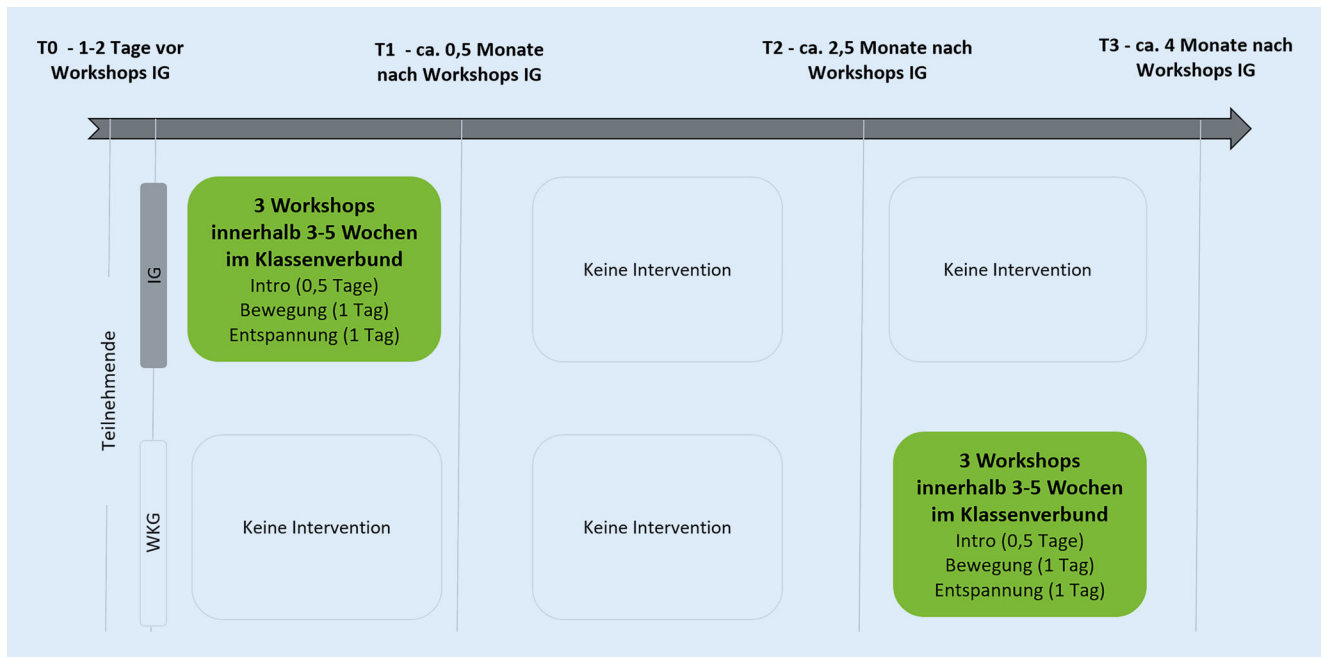 T0 - 1-2 Tage vor
Workshops IG
T1 - ca. 0,5 Monate
nach Workshops IG
T2 - ca. 2,5 Monate nach
Workshops IG
T3 - ca. 4 Monate nach
Workshops IG
Teilnehmende
IG
3 Workshops
innerhalb 3-5 Wochen
im Klassenverbund
Intro (0,5 Tage)
Bewegung (1 Tag)
Entspannung (1 Tag)
Keine Intervention
Keine Intervention
WKG
Keine Intervention
Keine Intervention
3 Workshops
innerhalb 3-5 Wochen
im Klassenverbund
Intro (0,5 Tage)
Bewegung (1 Tag)
Entspannung (1 Tag)